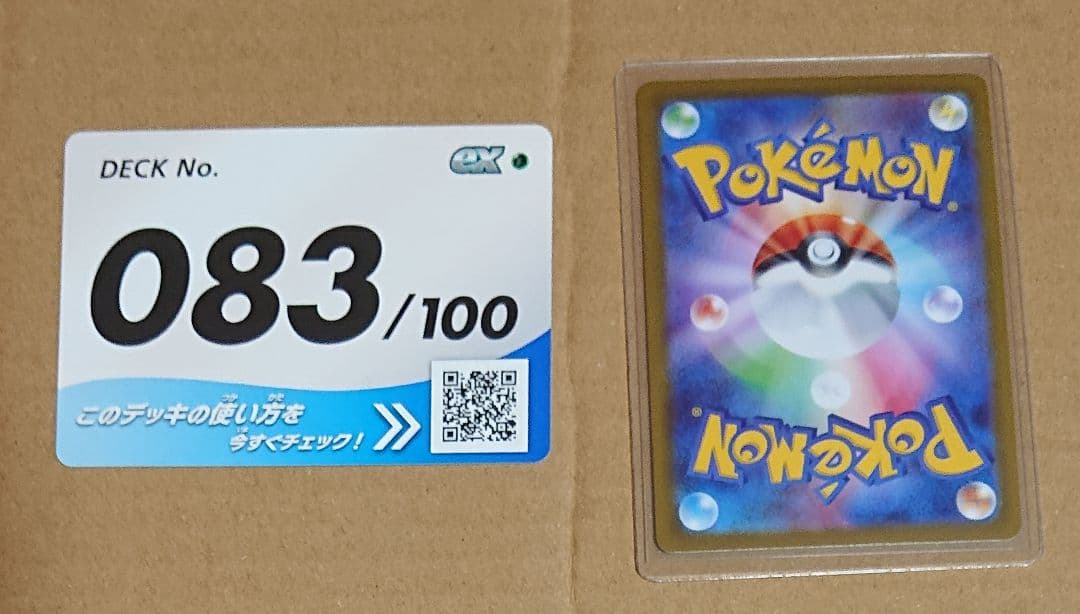 DECK No.
ex
083/100
このデッキの使い方を
今すぐチェック!
POKéMON
POKéMON